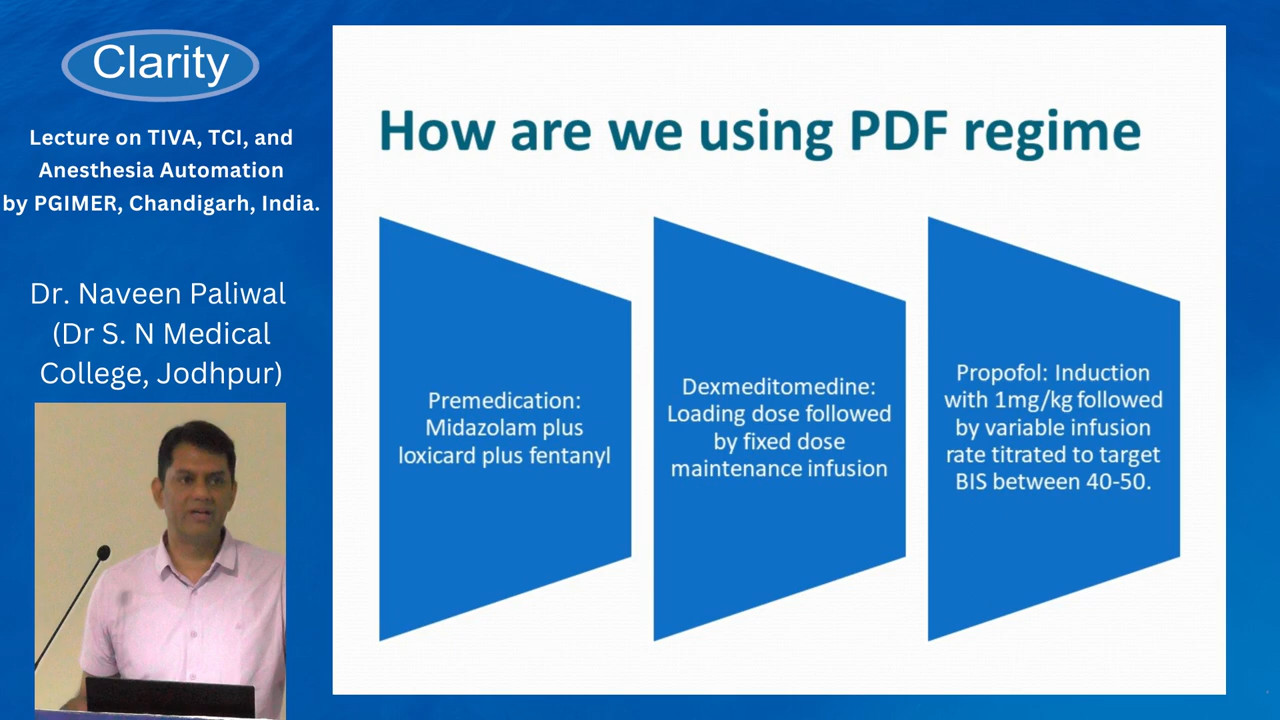 Clarity
Lecture on TIVA, TCI, and
Anesthesia Automation
by PGIMER, Chandigarh, India.
Dr. Naveen Paliwal
(Dr S. N Medical
College, Jodhpur)
How are we using PDF regime
Premedication:
Midazolam plus
loxicard plus fentanyl
Dexmeditomedine:
Loading dose followed
by fixed dose
maintenance infusion
Propofol: Induction
with 1mg/kg followed
by variable infusion
rate titrated to target
BIS between 40-50.